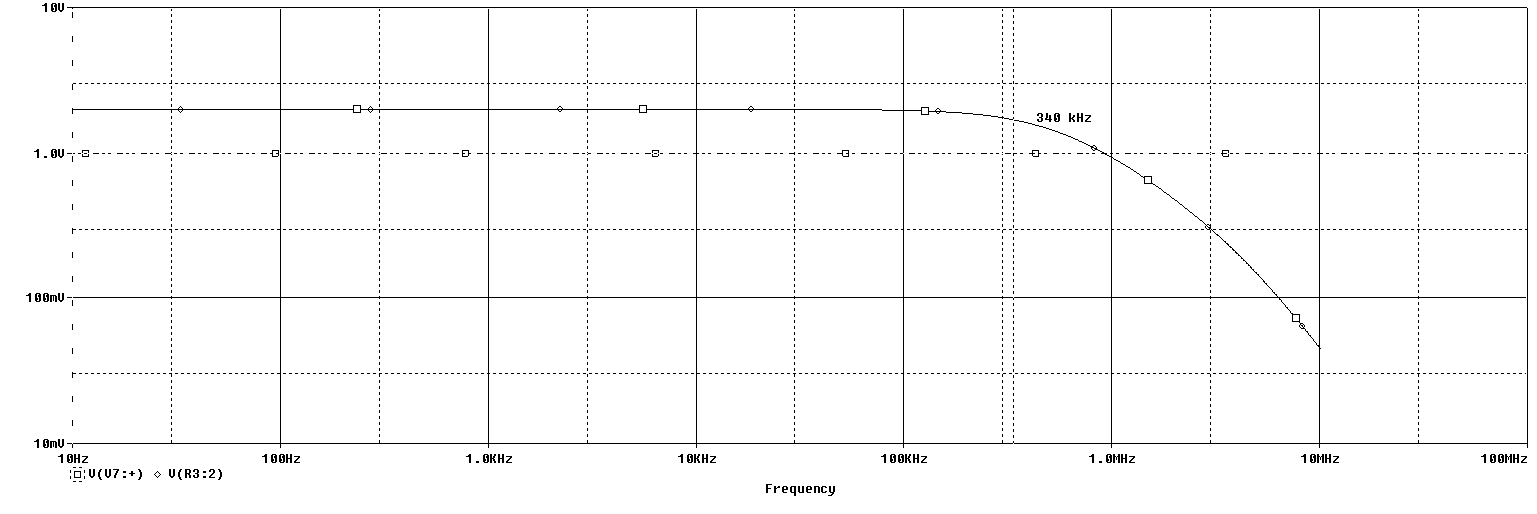 10V
340 kHz
1.0V
100mV
10mV
10Hz 100Hz 1.0KHz 10KHz 100KHz 1.0MHz 10MHz 100MHz
V(V7:+) V(R3:2)
Frequency